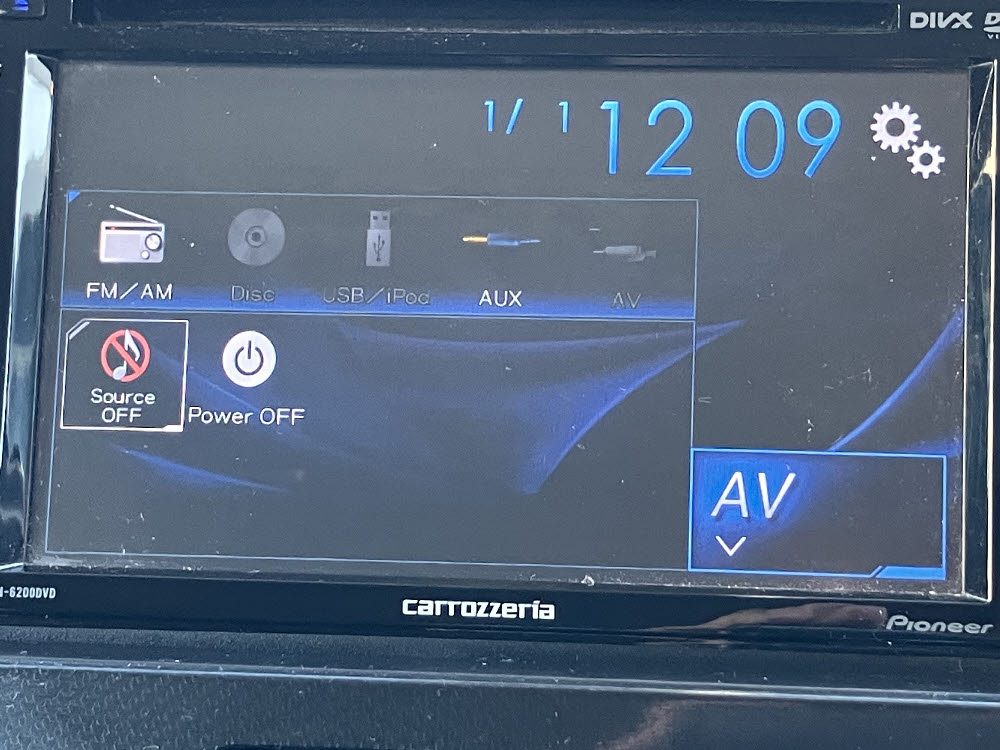 DIVX
1/ 1 12 09
FM/AM Disc USB/iPod AUX AV
Source
OFF
Power OFF
AV
-6200DVD
carrozzeria
Pioneer